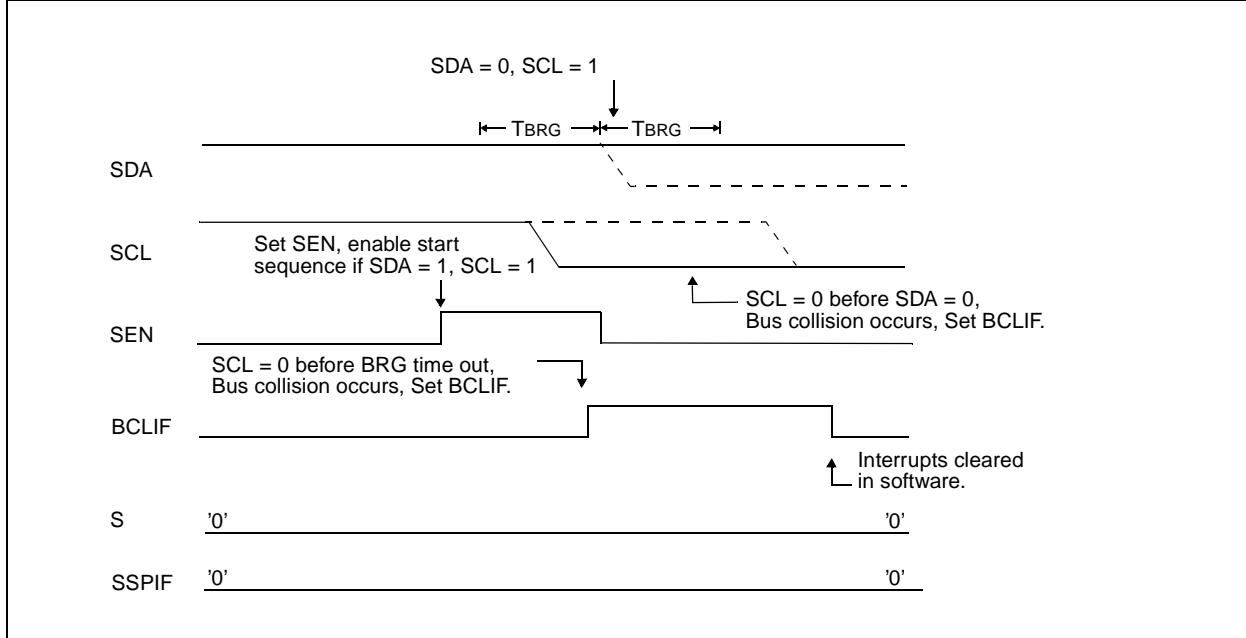 SDA = 0, SCL = 1
TBRG TBRG
SDA
SCL
Set SEN, enable start
sequence if SDA = 1, SCL = 1
SCL = 0 before SDA = 0,
Bus collision occurs, Set BCLIF.
SEN
SCL = 0 before BRG time out,
Bus collision occurs, Set BCLIF.
BCLIF
Interrupts cleared
in software.
S
'0' '0'
SSPIF
'0' '0'